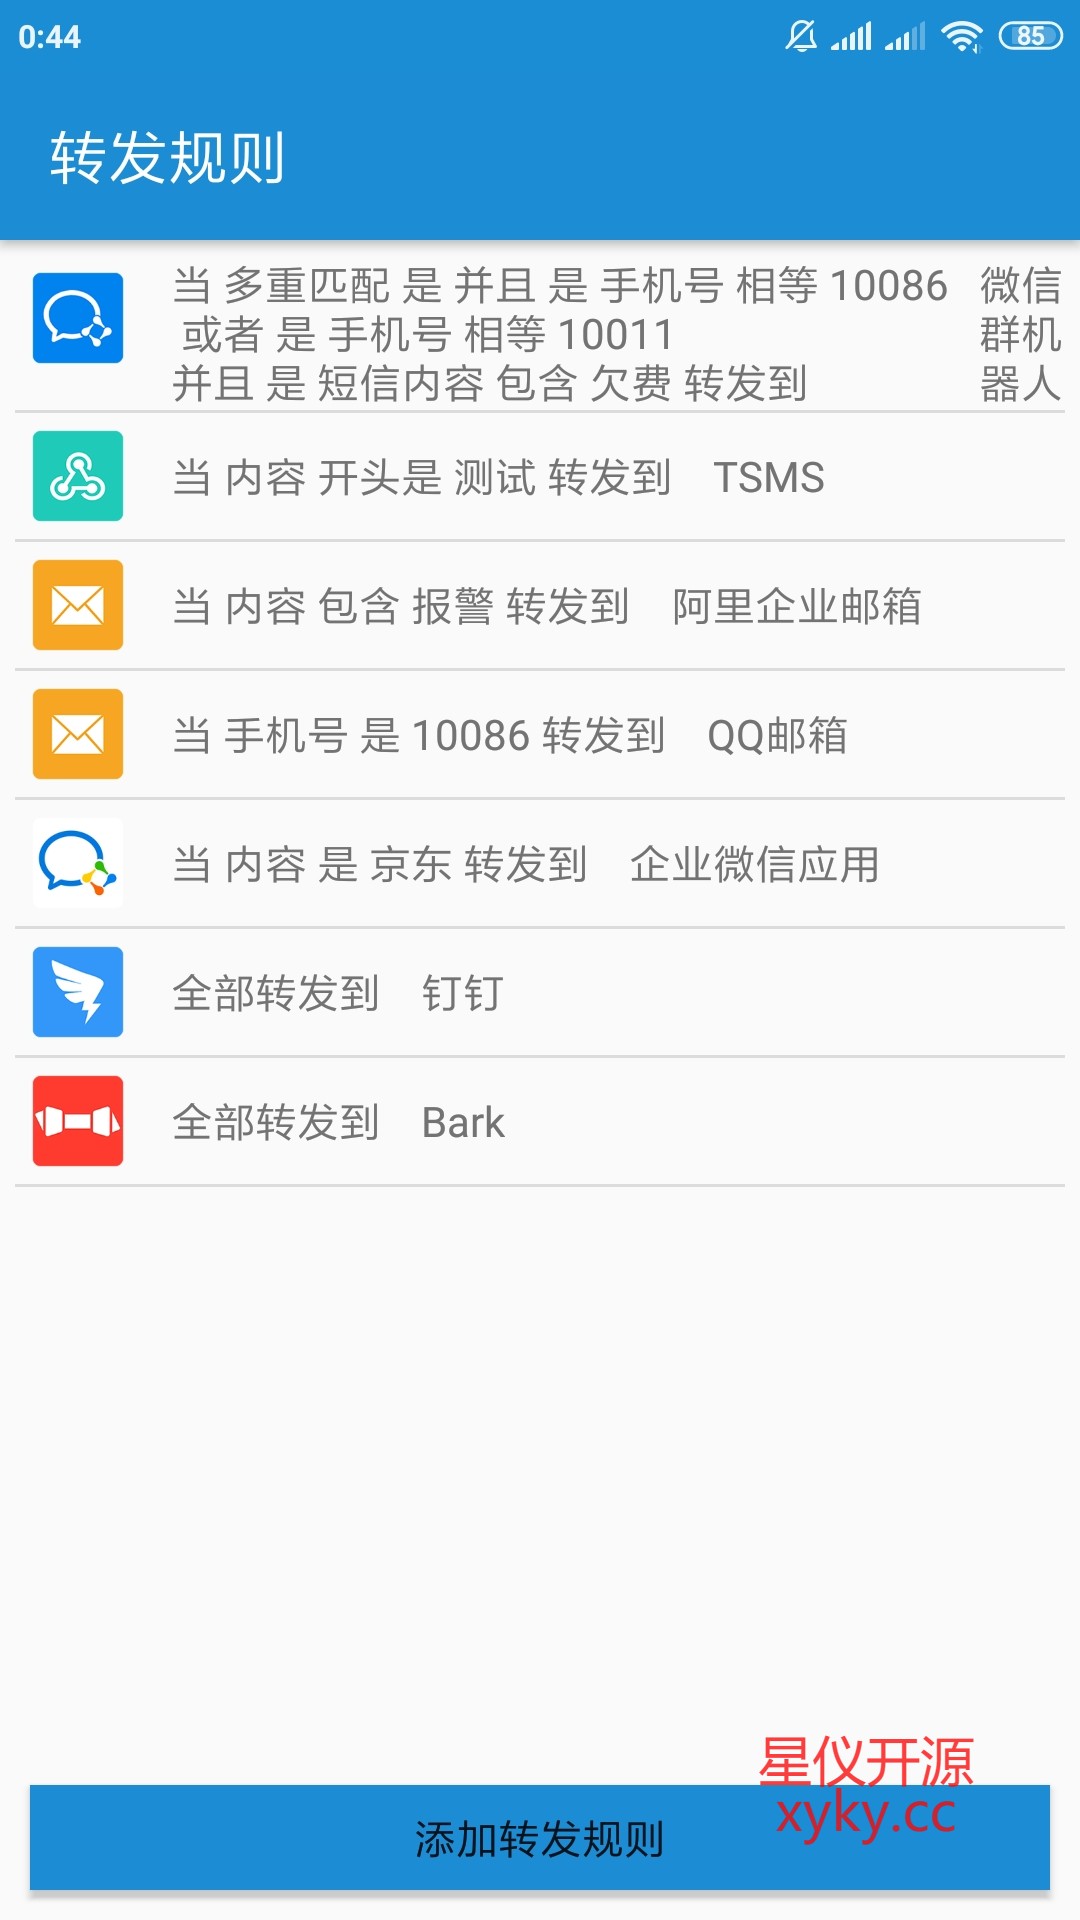 0:44
85
转发规则
当 多重匹配 是 并且 是 手机号 相等 10086 微信
或者 是 手机号 相等 10011 群机
并且 是 短信内容 包含 欠费 转发到 器人
当 内容 开头是 测试 转发到 TSMS
当 内容 包含 报警 转发到 阿里企业邮箱
当 手机号 是 10086 转发到 QQ邮箱
当 内容 是 京东 转发到 企业微信应用
全部转发到 钉钉
全部转发到 Bark
星仪开源
xyky.cc
添加转发规则